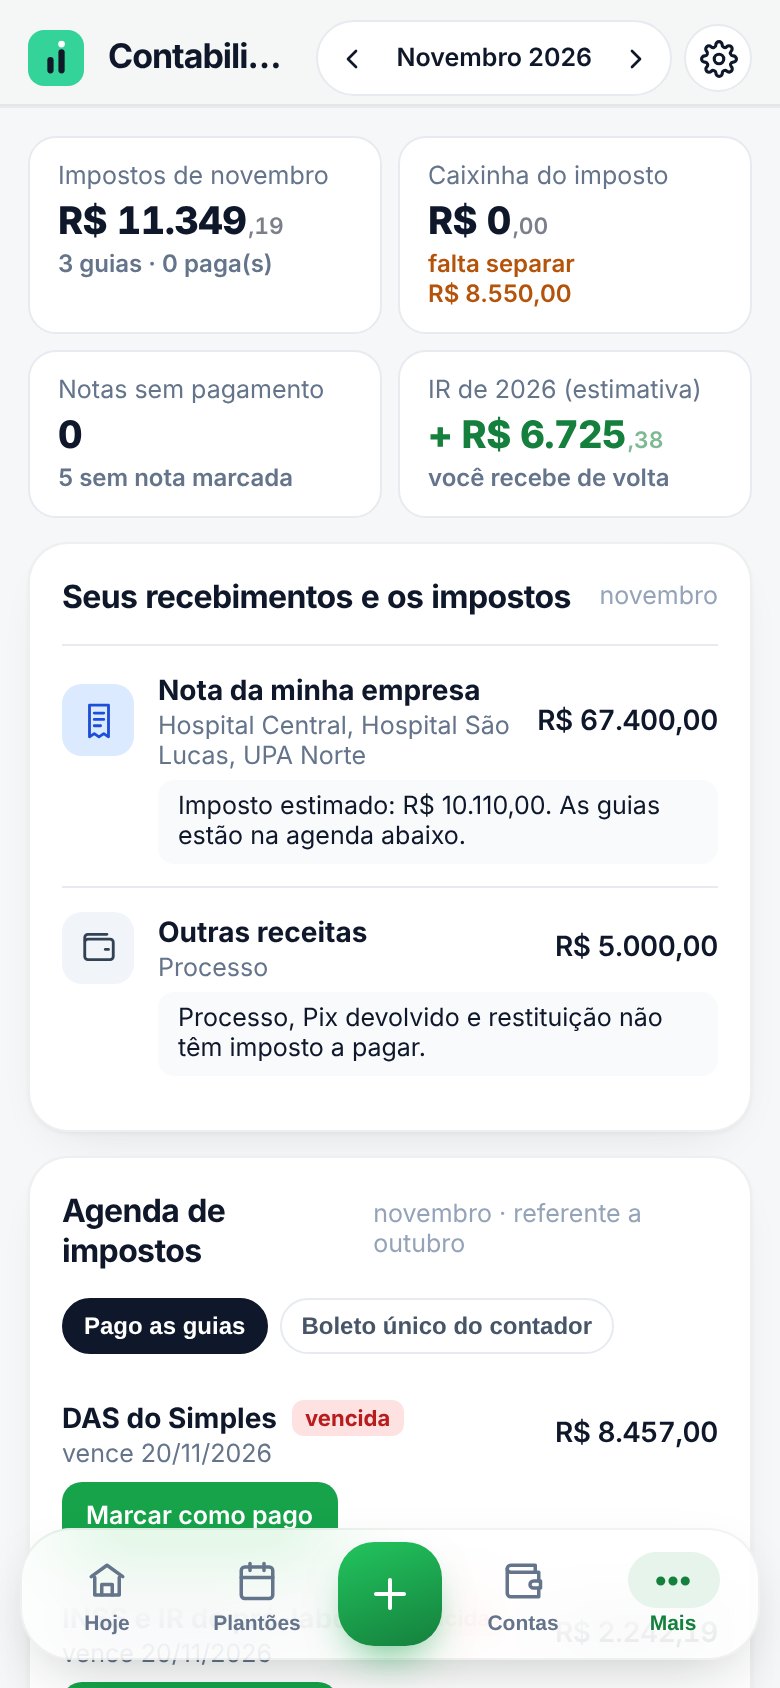 Contabili...
Novembro 2026
Impostos de novembro
R$ 11.349,19
3 guias · 0 paga(s)
Caixinha do imposto
R$ 0,00
falta separar
R$ 8.550,00
Notas sem pagamento
0
5 sem nota marcada
IR de 2026 (estimativa)
+ R$ 6.725,38
você recebe de volta
Seus recebimentos e os impostos
novembro
Nota da minha empresa
Hospital Central, Hospital São
Lucas, UPA Norte
R$ 67.400,00
Imposto estimado: R$ 10.110,00. As guias
estão na agenda abaixo.
Outras receitas
Processo
R$ 5.000,00
Processo, Pix devolvido e restituição não
têm imposto a pagar.
Agenda de
impostos
novembro · referente a
outubro
Pago as guias
Boleto único do contador
DAS do Simples
vencida
vence 20/11/2026
R$ 8.457,00
Marcar como pago
R$ 2.242,19
vence 20/11/2026
Hoje
Plantões
Contas
Mais